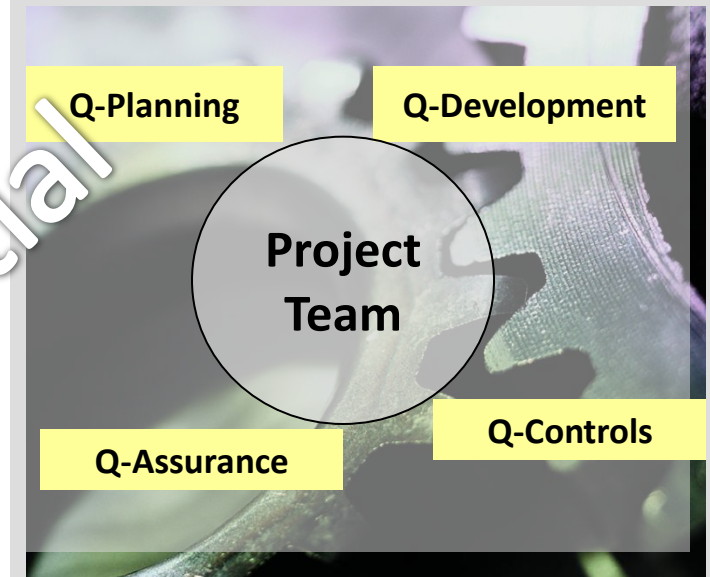 Q-Planning
Q-Development
Project
Team
Q-Controls
Q-Assurance